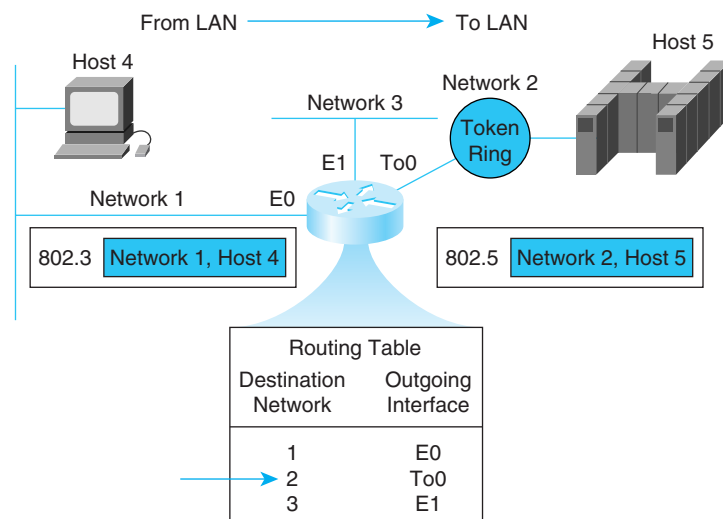 From LAN To LAN
Host 4
Host 5
Network 2
Network 3
Token
Ring
E1 To0
Network 1 E0
802.3 Network 1, Host 4
802.5 Network 2, Host 5
Routing Table
Destination Outgoing
Network Interface
1 E0
2 To0
3 E1